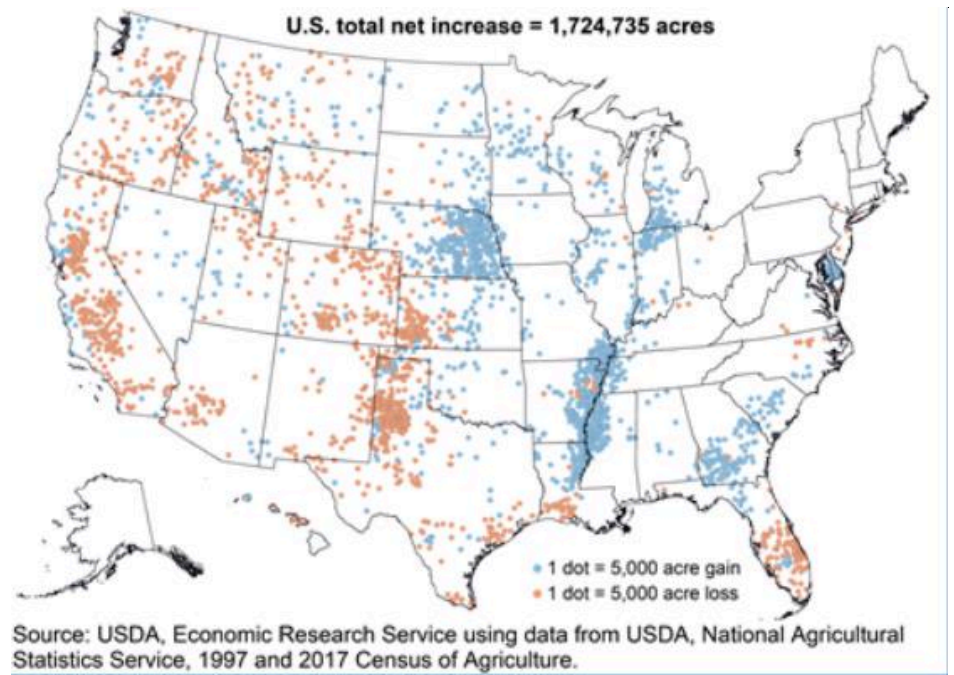 U.S. total net increase = 1,724,735 acres
1 dot = 5,000 acre gain
1 dot = 5,000 acre loss
Source: USDA, Economic Research Service using data from USDA, National Agricultural
Statistics Service, 1997 and 2017 Census of Agriculture.